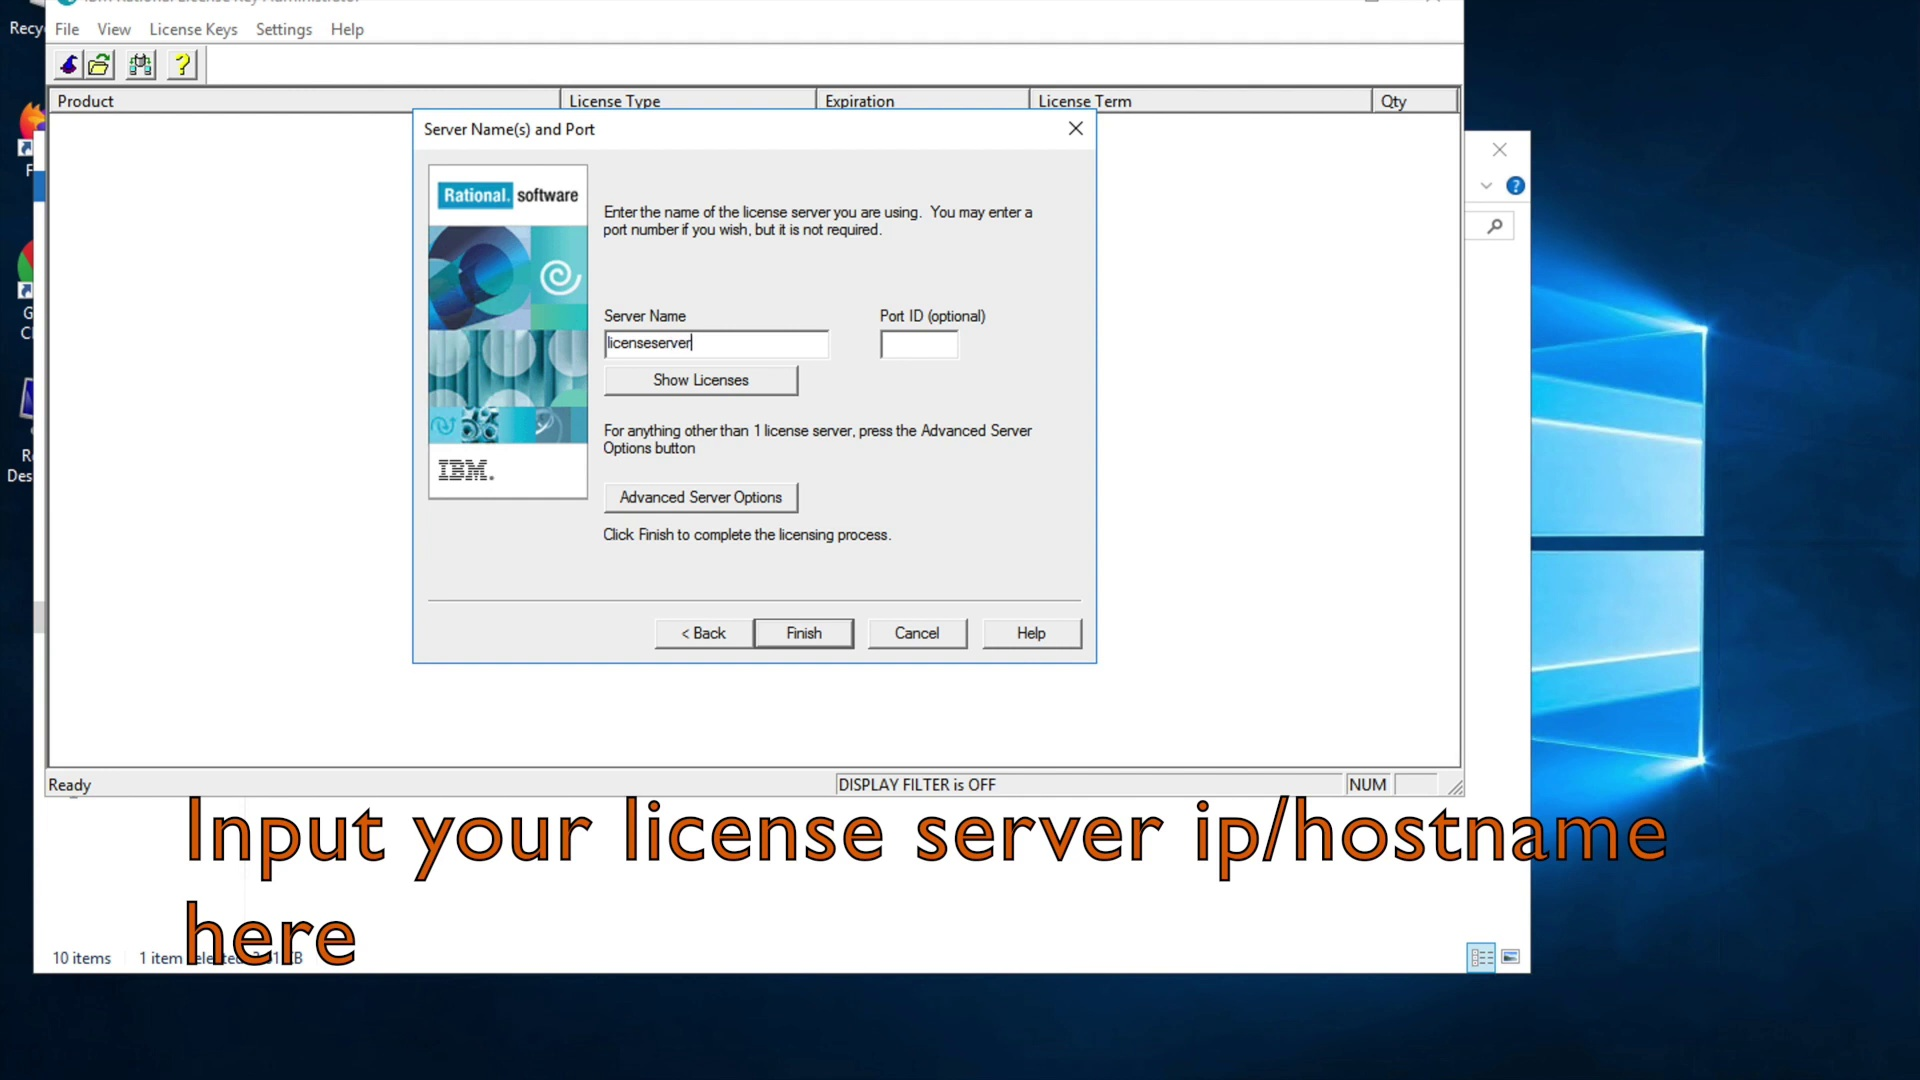 Recy
File View License Keys Settings Help
Product License Type Expiration License Term Qty
Server Name(s) and Port
Rational. software
Enter the name of the license server you are using. You may enter a
port number if you wish, but it is not required.
Server Name Port ID (optional)
licenseserver
Show Licenses
For anything other than 1 license server, press the Advanced Server
Options button
IBM.
Advanced Server Options
Click Finish to complete the licensing process.
< Back Finish Cancel Help
Ready DISPLAY FILTER is OFF NUM
Input your license server ip/hostname
here
10 items 1 item